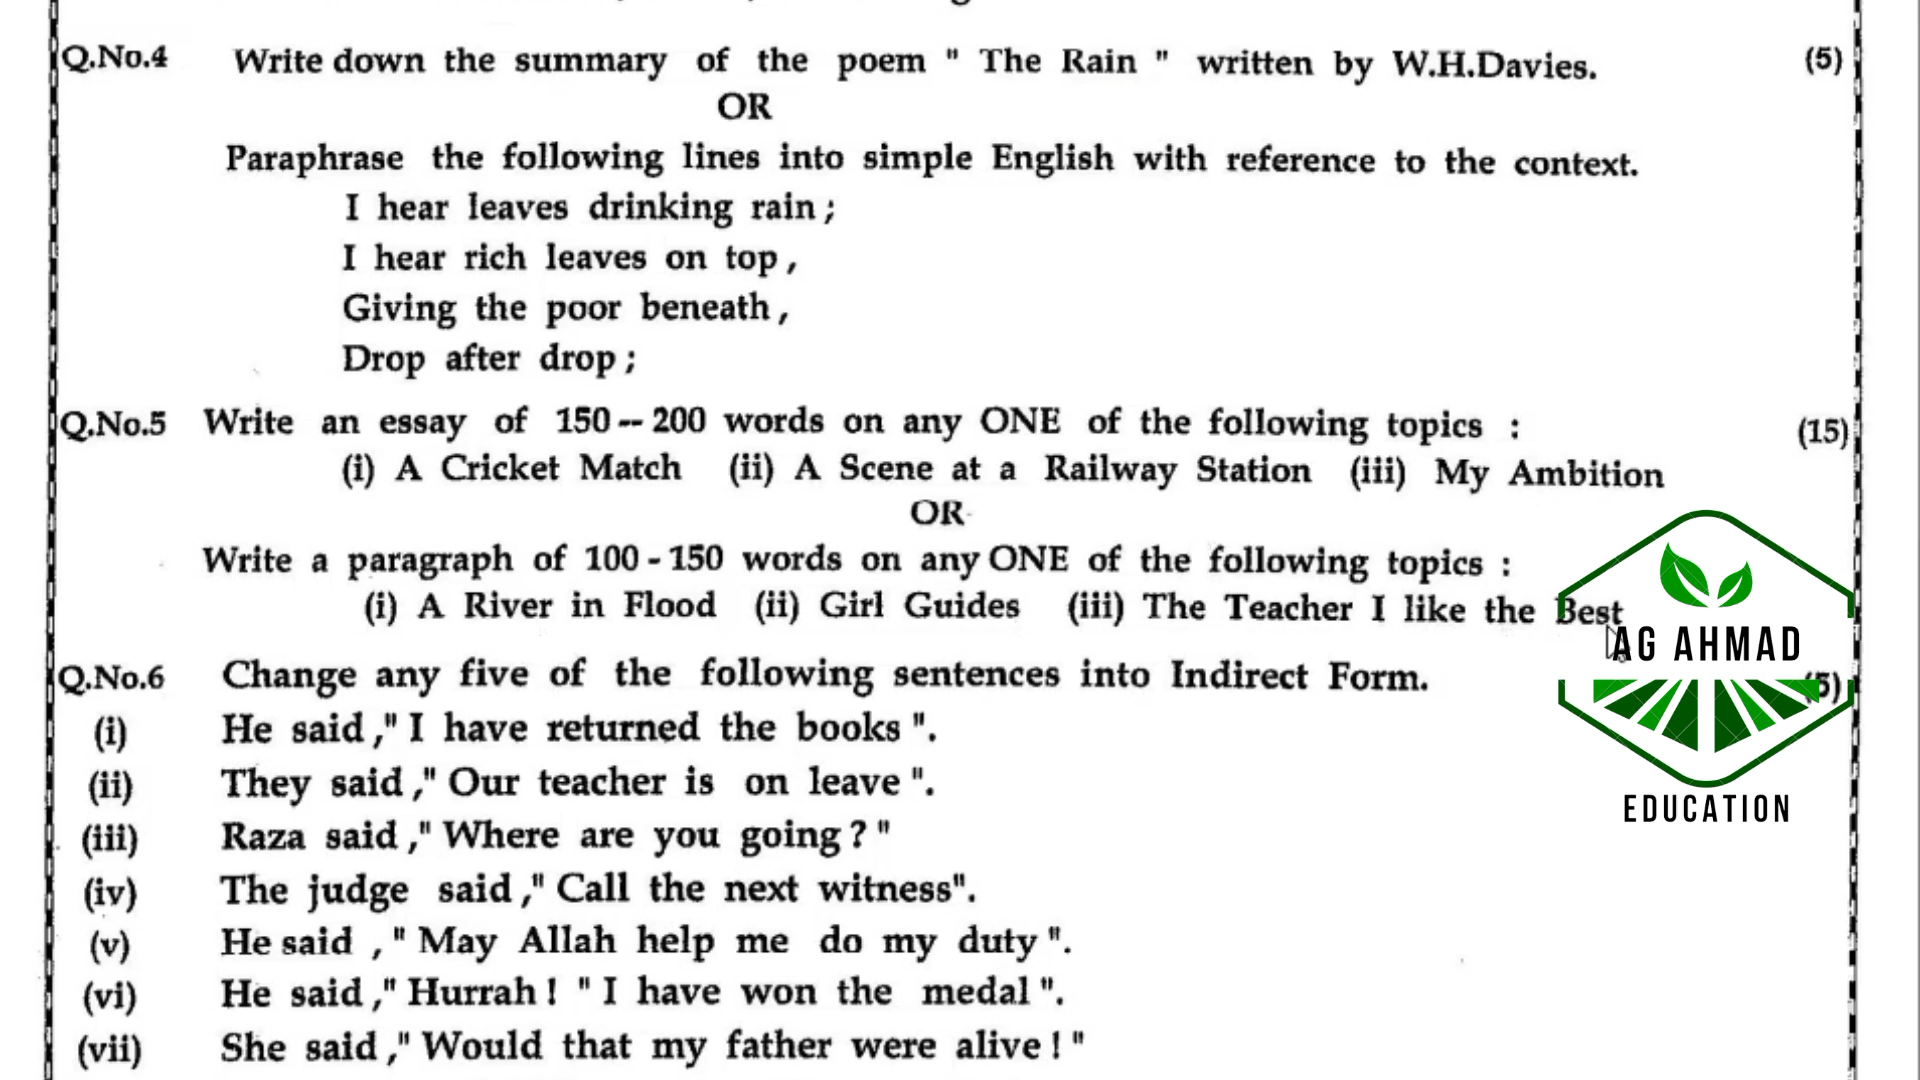 Q.No.4 Write down the summary of the poem " The Rain " written by W.H.Davies. (5)
OR
Paraphrase the following lines into simple English with reference to the context.
I hear leaves drinking rain ;
I hear rich leaves on top ,
Giving the poor beneath ,
Drop after drop ;
Q.No.5 Write an essay of 150 -- 200 words on any ONE of the following topics : (15)
(i) A Cricket Match (ii) A Scene at a Railway Station (iii) My Ambition
OR
Write a paragraph of 100 - 150 words on any ONE of the following topics :
(i) A River in Flood (ii) Girl Guides (iii) The Teacher I like the Best
AG AHMAD
EDUCATION
Q.No.6 Change any five of the following sentences into Indirect Form. (5)
(i) He said ," I have returned the books ".
(ii) They said ," Our teacher is on leave ".
(iii) Raza said ," Where are you going ? "
(iv) The judge said ," Call the next witness".
(v) He said , " May Allah help me do my duty ".
(vi) He said ," Hurrah ! " I have won the medal ".
(vii) She said ," Would that my father were alive ! "